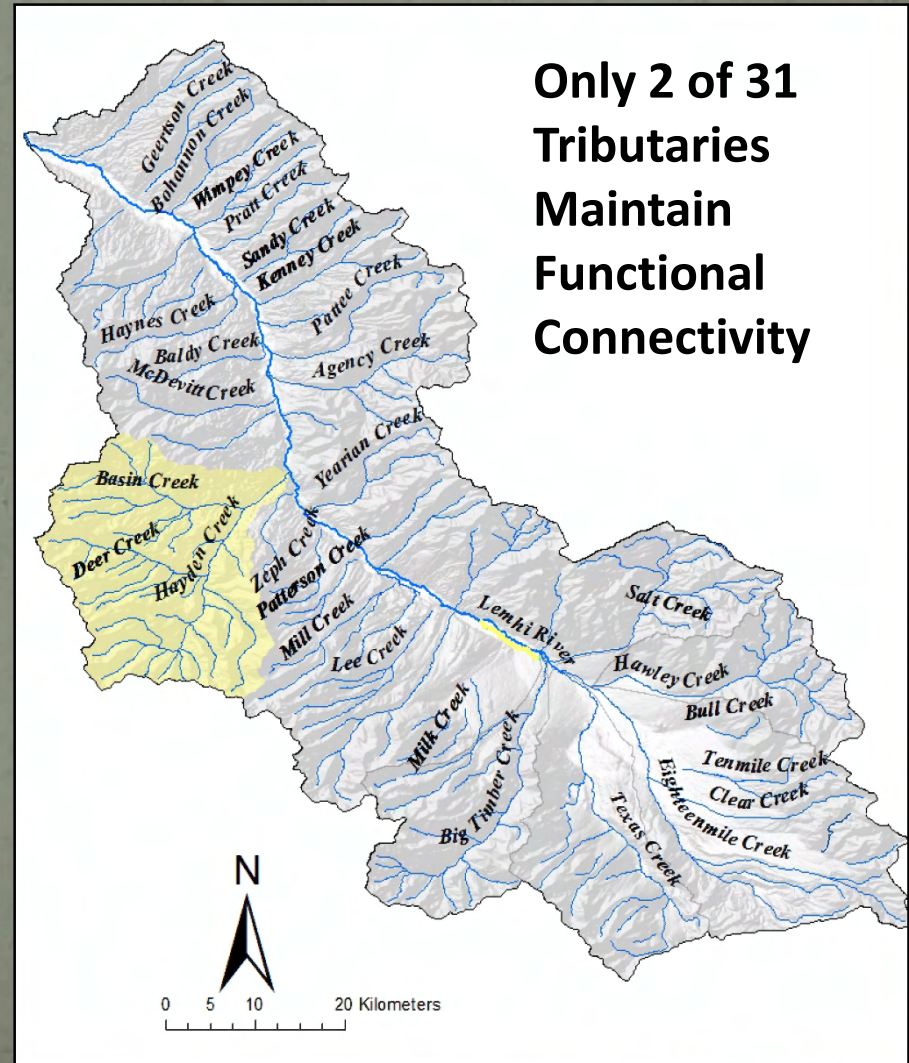 Only 2 of 31
Tributaries
Maintain
Functional
Connectivity
Geertson Creek
Bohannon Creek
Wimpey Creek
Pratt Creek
Sandy Creek
Kenney Creek
Pattee Creek
Haynes Creek
Baldy Creek
McDevitt Creek
Agency Creek
Yearian Creek
Basin Creek
Deer Creek
Hayden Creek
Zeph Creek
Patterson Creek
Mill Creek
Lee Creek
Lemhi River
Salt Creek
Hawley Creek
Bull Creek
Milk Creek
Big Timber Creek
Tenmile Creek
Clear Creek
Eighteenmile Creek
Texas Creek
N
0 5 10 20 Kilometers